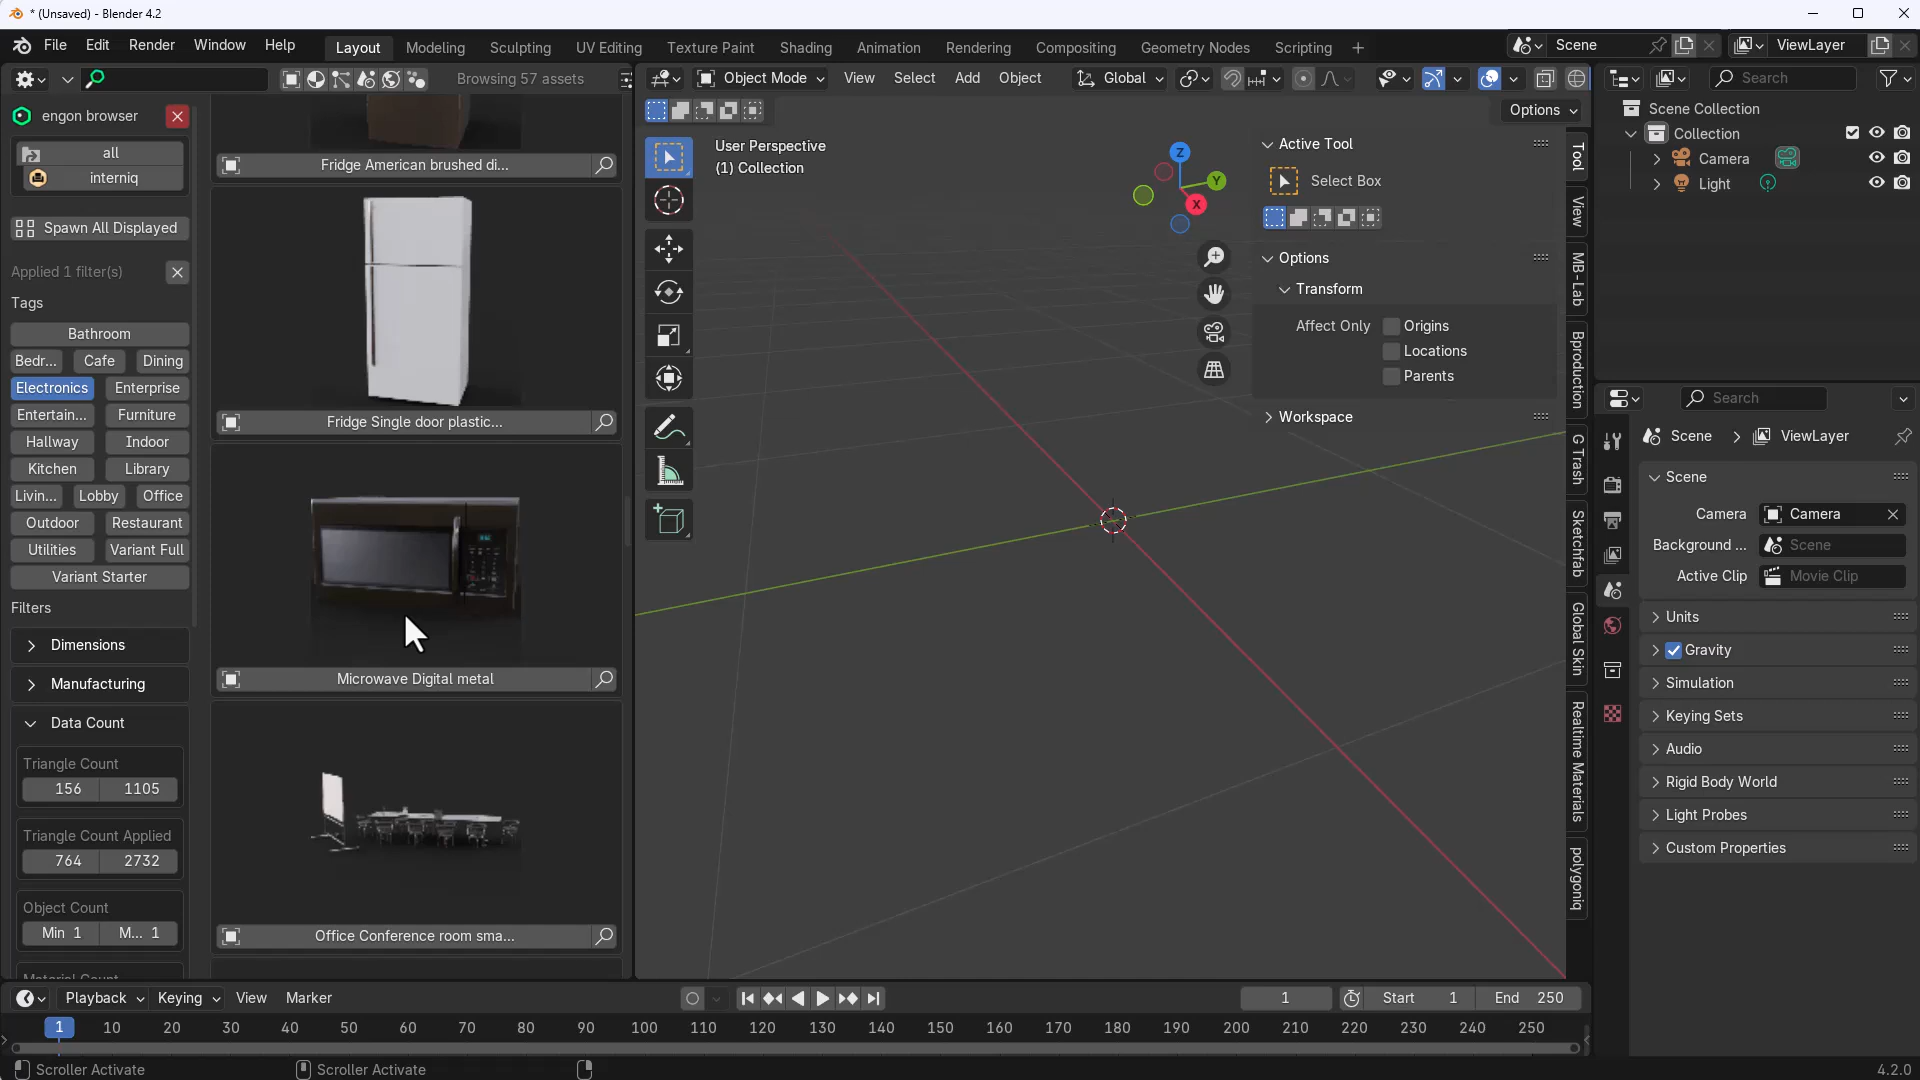 * (Unsaved) - Blender 4.2
File Edit Render Window Help
Layout Modeling Sculpting UV Editing Texture Paint Shading Animation Rendering Compositing Geometry Nodes Scripting
Scene
ViewLayer
Browsing 57 assets
Object Mode View Select Add Object
Global
Search
engon browser
all
interniq
Spawn All Displayed
Applied 1 filter(s)
Tags
Bathroom
Bedr... Cafe Dining
Electronics Enterprise
Entertain... Furniture
Hallway Indoor
Kitchen Library
Livin... Lobby Office
Outdoor Restaurant
Utilities Variant Full
Variant Starter
Filters
Dimensions
Manufacturing
Data Count
Triangle Count
156 1105
Triangle Count Applied
764 2732
Object Count
Min 1 M... 1
Material Count
Fridge American brushed di...
Fridge Single door plastic...
Microwave Digital metal
Office Conference room sma...
Options
User Perspective
(1) Collection
Z
Y
X
Active Tool
Select Box
Options
Transform
Affect Only Origins
Locations
Parents
Workspace
Tool
View
MB-Lab
Bproduction
G Trash
Sketchfab
Global Skin
Realtime Materials
polygoniq
Scene Collection
Collection
Camera
Light
Search
Scene ViewLayer
Scene
Camera Camera
Background ... Scene
Active Clip Movie Clip
Units
Gravity
Simulation
Keying Sets
Audio
Rigid Body World
Light Probes
Custom Properties
Playback Keying View Marker
1
Start 1
End 250
1 10 20 30 40 50 60 70 80 90 100 110 120 130 140 150 160 170 180 190 200 210 220 230 240 250
Scroller Activate
Scroller Activate
4.2.0